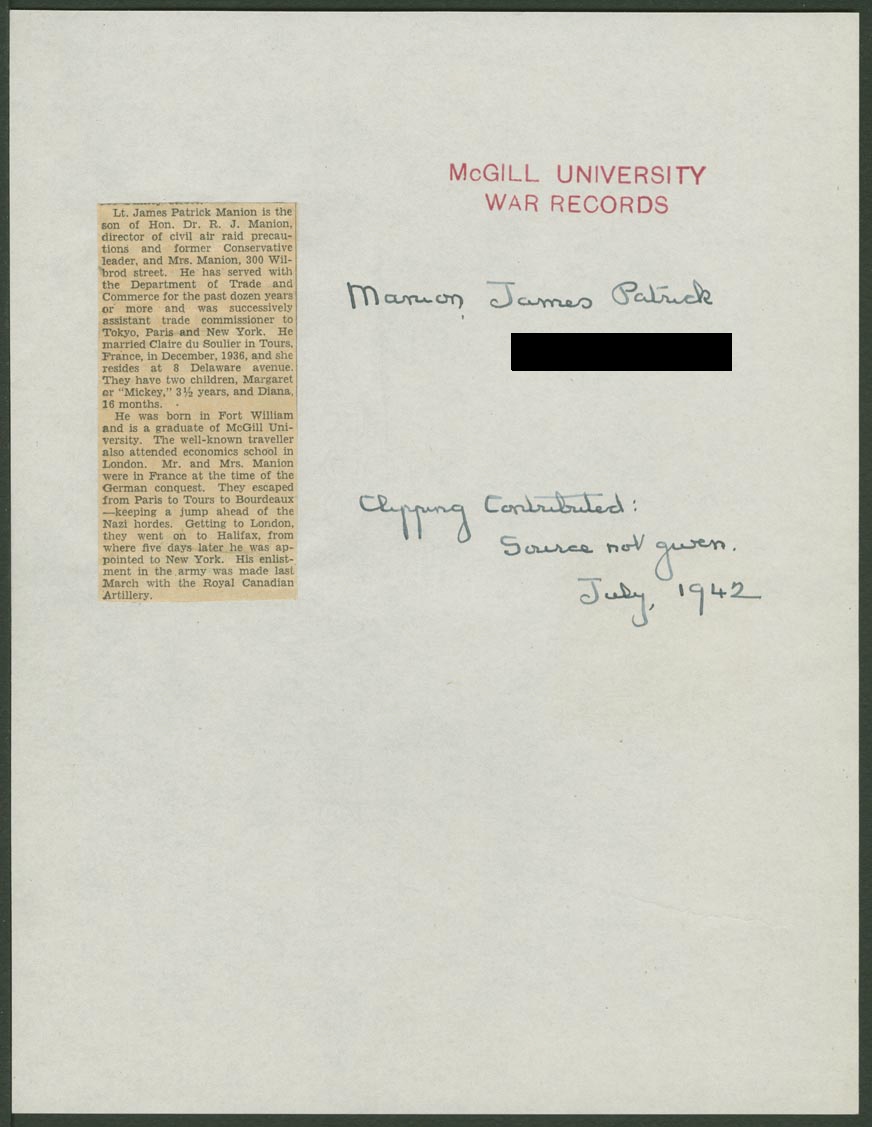 McGILL UNIVERSITY
WAR RECORDS
Lt. James Patrick Manion is the
son of Hon. Dr. R. J. Manion,
director of civil air raid precau-
tions and former Conservative
leader, and Mrs. Manion, 300 Wil-
brod street. He has served with
the Department of Trade and
Commerce for the past dozen years
or more and was successively
assistant trade commissioner to
Tokyo, Paris and New York. He
married Claire du Soulier in Tours,
France, in December, 1936, and she
resides at 8 Delaware avenue.
They have two children, Margaret
or "Mickey," 3½ years, and Diana,
16 months.
He was born in Fort William
and is a graduate of McGill Uni-
versity. The well-known traveller
also attended economics school in
London. Mr. and Mrs. Manion
were in France at the time of the
German conquest. They escaped
from Paris to Tours to Bourdeaux
—keeping a jump ahead of the
Nazi hordes. Getting to London,
they went on to Halifax, from
where five days later he was ap-
pointed to New York. His enlist-
ment in the army was made last
March with the Royal Canadian
Artillery.
Manion, James Patrick
Clipping Contributed:
Source not given.
July, 1942